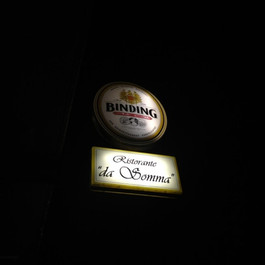 BINDING
Ristorante
"da Somma"